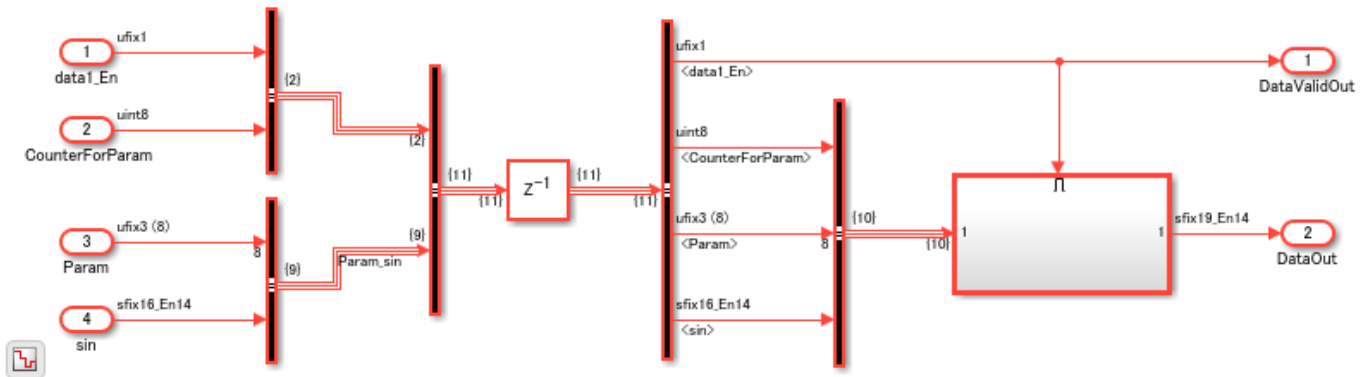 1
ufix1
data1_En
2
uint8
CounterForParam
3
ufix3 (8)
8
Param
4
sfix16_En14
sin
{2}
{2}
{9}
{9}
Param_sin
{11}
{11}
Z-1
{11}
{11}
ufix1
<data1_En>
uint8
<CounterForParam>
ufix3 (8)
<Param>
8
sfix16_En14
<sin>
{10}
{10}
1
1
sfix19_En14
1
DataValidOut
2
DataOut